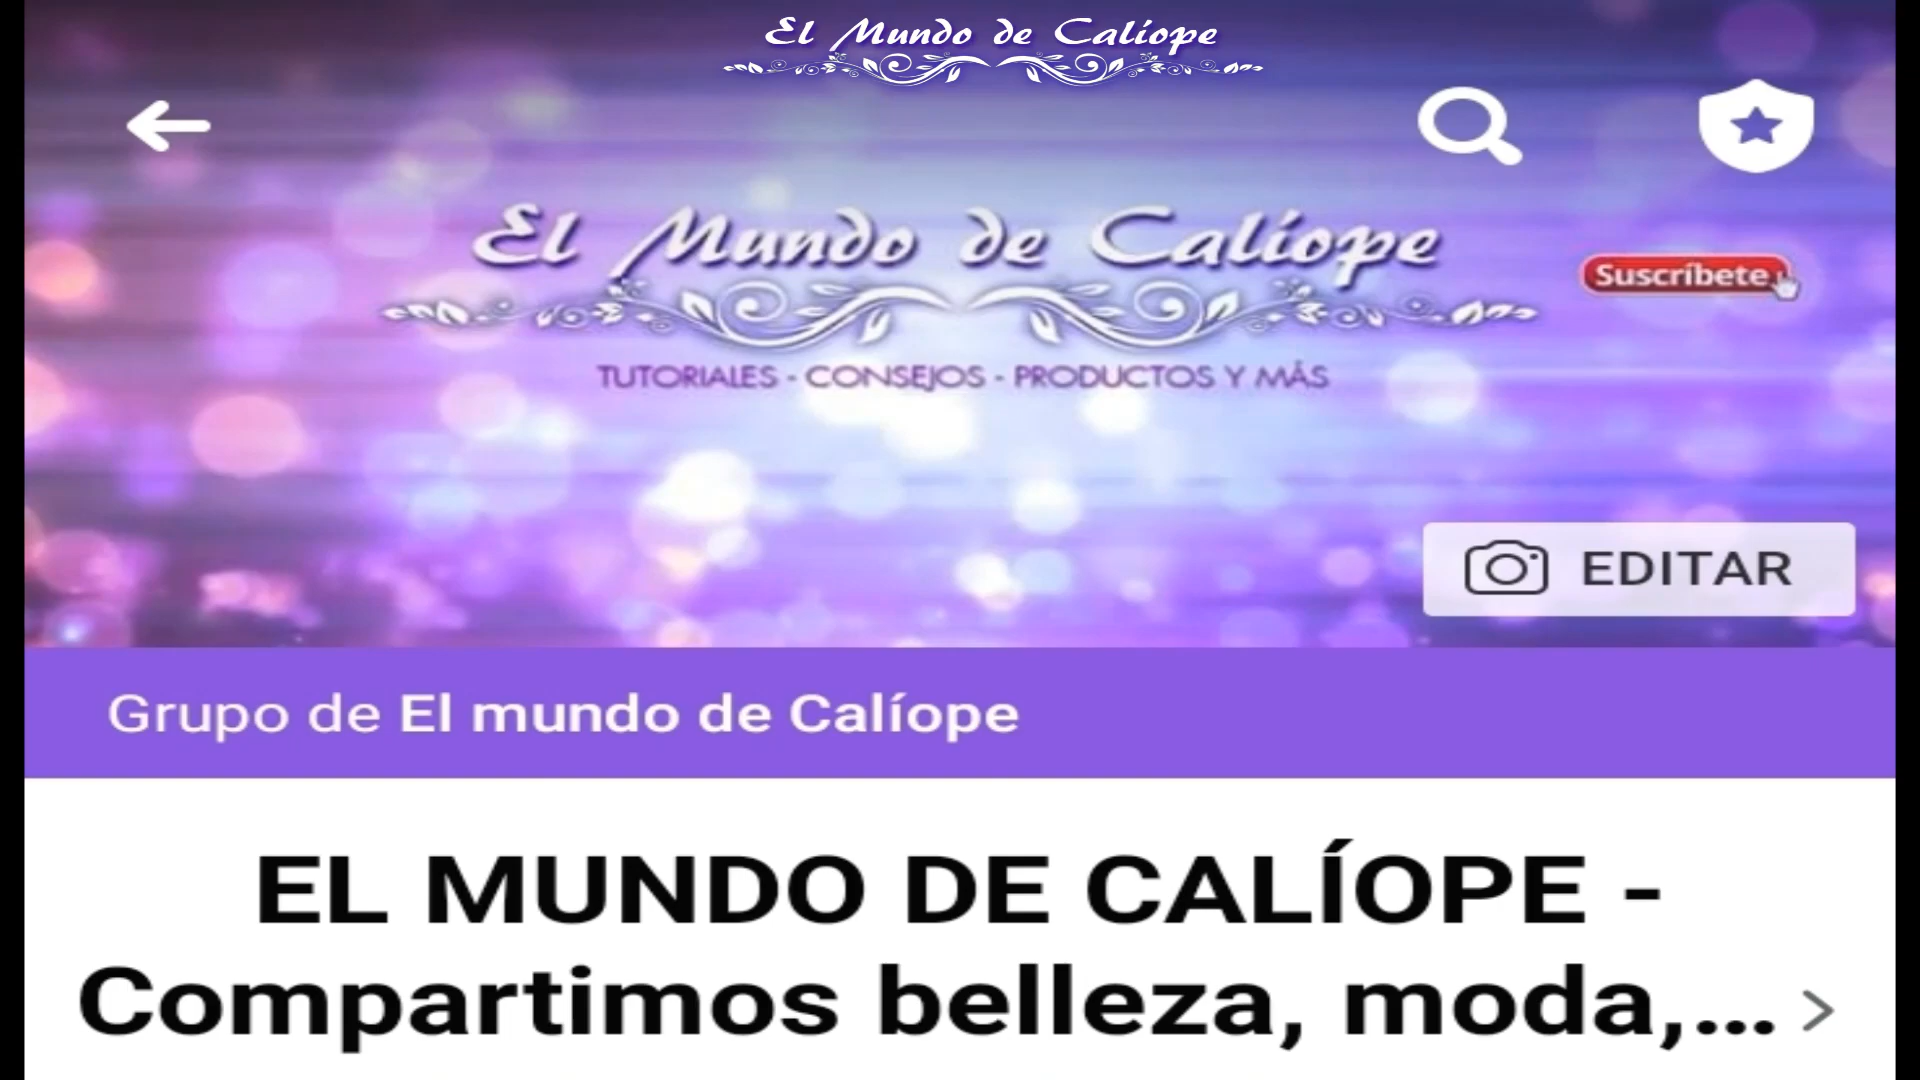 El Mundo de Calíope
El Mundo de Calíope
Suscríbete
TUTORIALES - CONSEJOS - PRODUCTOS Y MÁS
EDITAR
Grupo de El mundo de Calíope
EL MUNDO DE CALÍOPE -
Compartimos belleza, moda,...